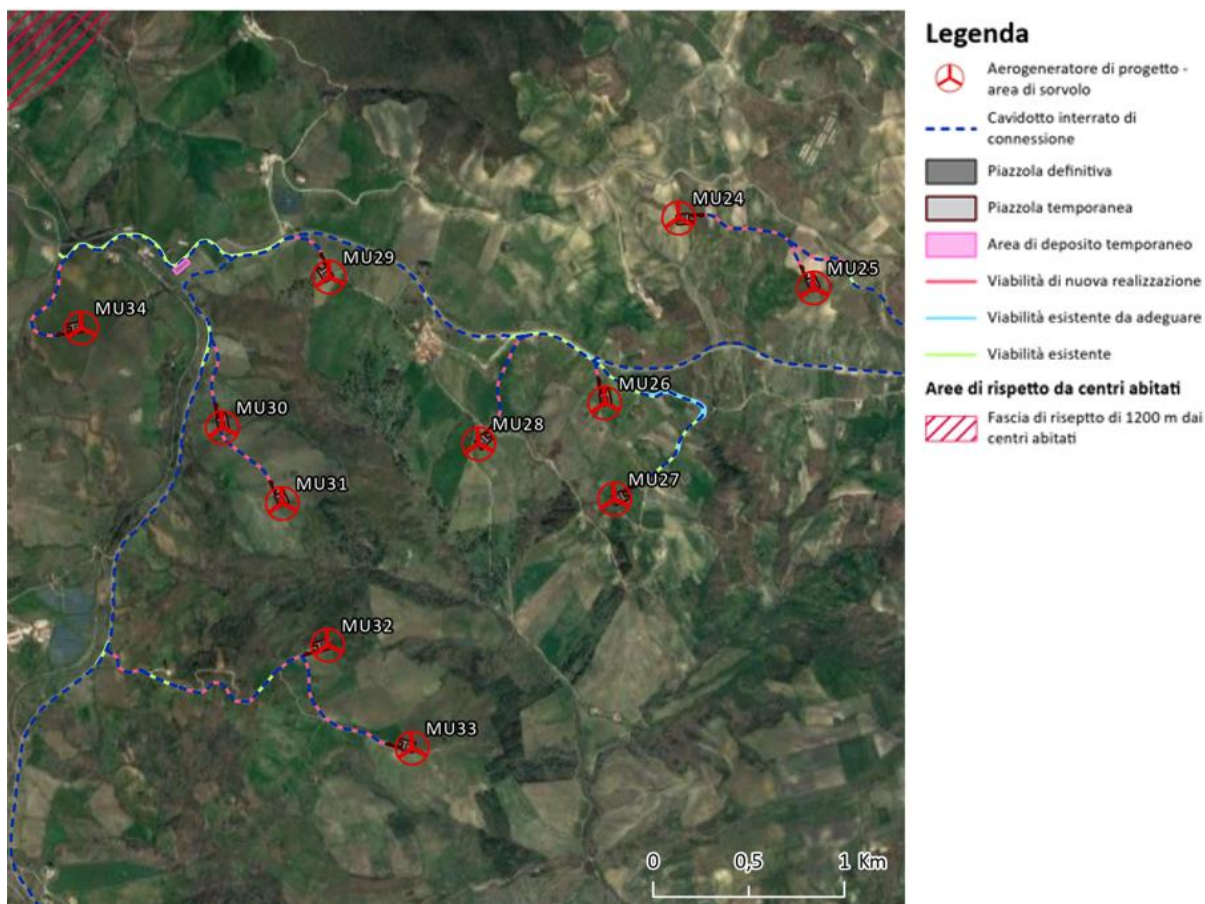 MU24
MU25
MU29
MU34
MU26
MU30
MU28
MU31
MU27
MU32
MU33
0 0,5 1 Km
Legenda
Aerogeneratore di progetto -
area di sorvolo
Cavidotto interrato di
connessione
Piazzola definitiva
Piazzola temporanea
Area di deposito temporaneo
Viabilità di nuova realizzazione
Viabilità esistente da adeguare
Viabilità esistente
Aree di rispetto da centri abitati
Fascia di riseptto di 1200 m dai
centri abitati